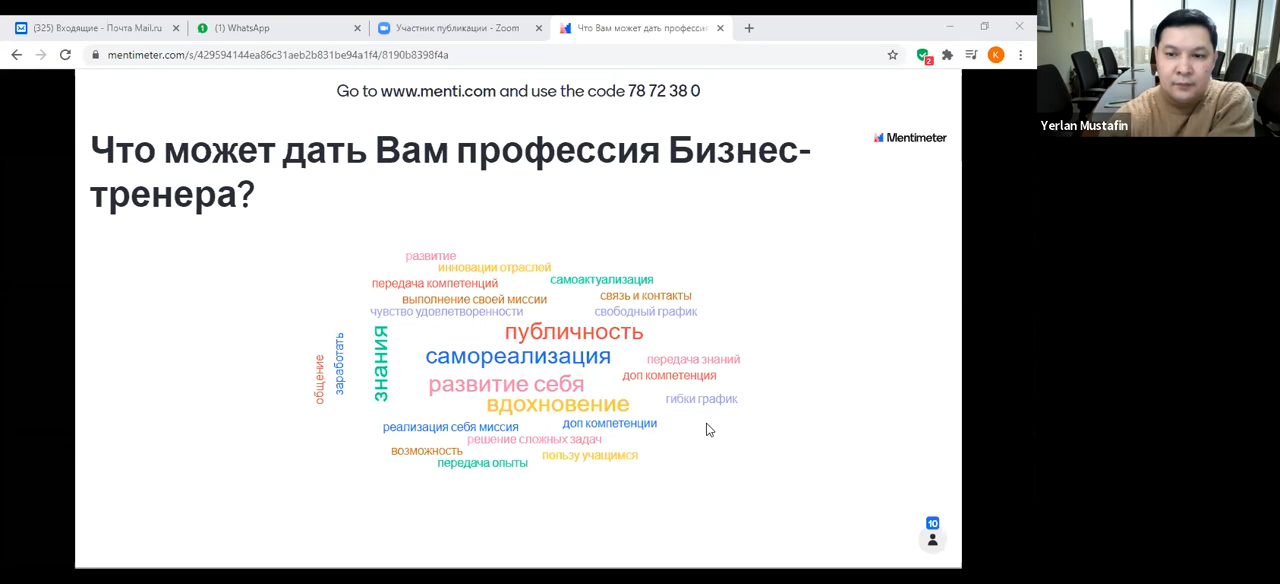 (325) Входящие - Почта Mail.ru
(1) WhatsApp
Участник публикации - Zoom
Что Вам может дать професси
mentimeter.com/s/429594144ea86c31aeb2b831be94a1f4/8190b8398f4a
2
K
Yerlan Mustafin
Go to www.menti.com and use the code 78 72 38 0
Mentimeter
Что может дать Вам профессия Бизнес-
тренера?
развитие
инновации отраслей
передача компетенций
самоактуализация
выполнение своей миссии
связь и контакты
чувство удовлетворенности
свободный график
публичность
общение
заработать
знания
самореализация
передача знаний
доп компетенция
развитие себя
гибки график
вдохновение
реализация себя миссия
доп компетенции
решение сложных задач
возможность
пользу учащимся
передача опыты
10